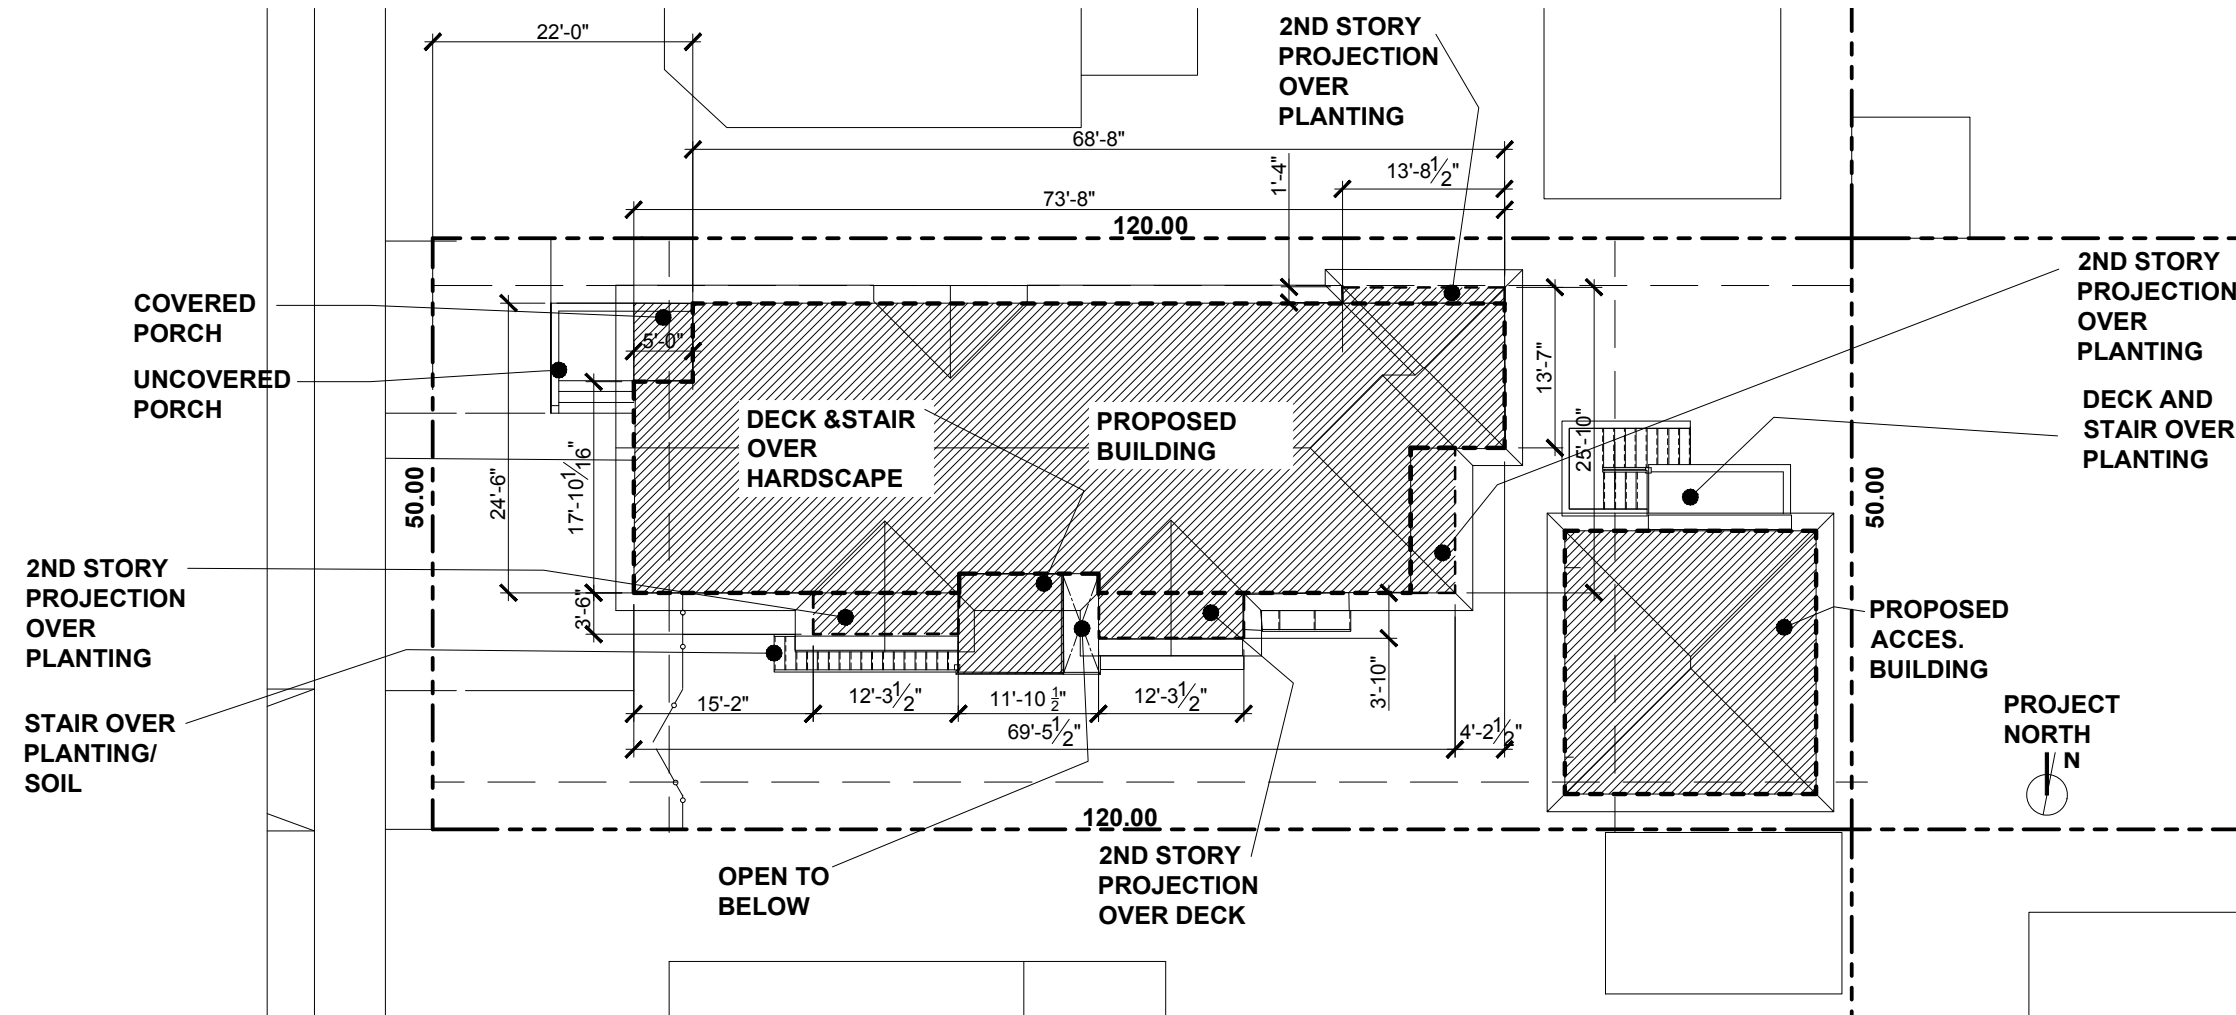 22'-0"
2ND STORY
PROJECTION
OVER
PLANTING
68'-8"
1'-4"
13'-8½"
73'-8"
120.00
COVERED
PORCH
UNCOVERED
PORCH
5'-0"
2ND STORY
PROJECTION
OVER
PLANTING
DECK AND
STAIR OVER
PLANTING
13'-7"
25'-10"
DECK &STAIR
OVER
HARDSCAPE
PROPOSED
BUILDING
50.00
24'-6"
17'-10 1/16"
50.00
2ND STORY
PROJECTION
OVER
PLANTING
3'-6"
PROPOSED
ACCES.
BUILDING
STAIR OVER
PLANTING/
SOIL
15'-2"
12'-3½"
11'-10 ½"
12'-3½"
3'-10"
69'-5½"
4'-2½"
PROJECT
NORTH
N
120.00
OPEN TO
BELOW
2ND STORY
PROJECTION
OVER DECK